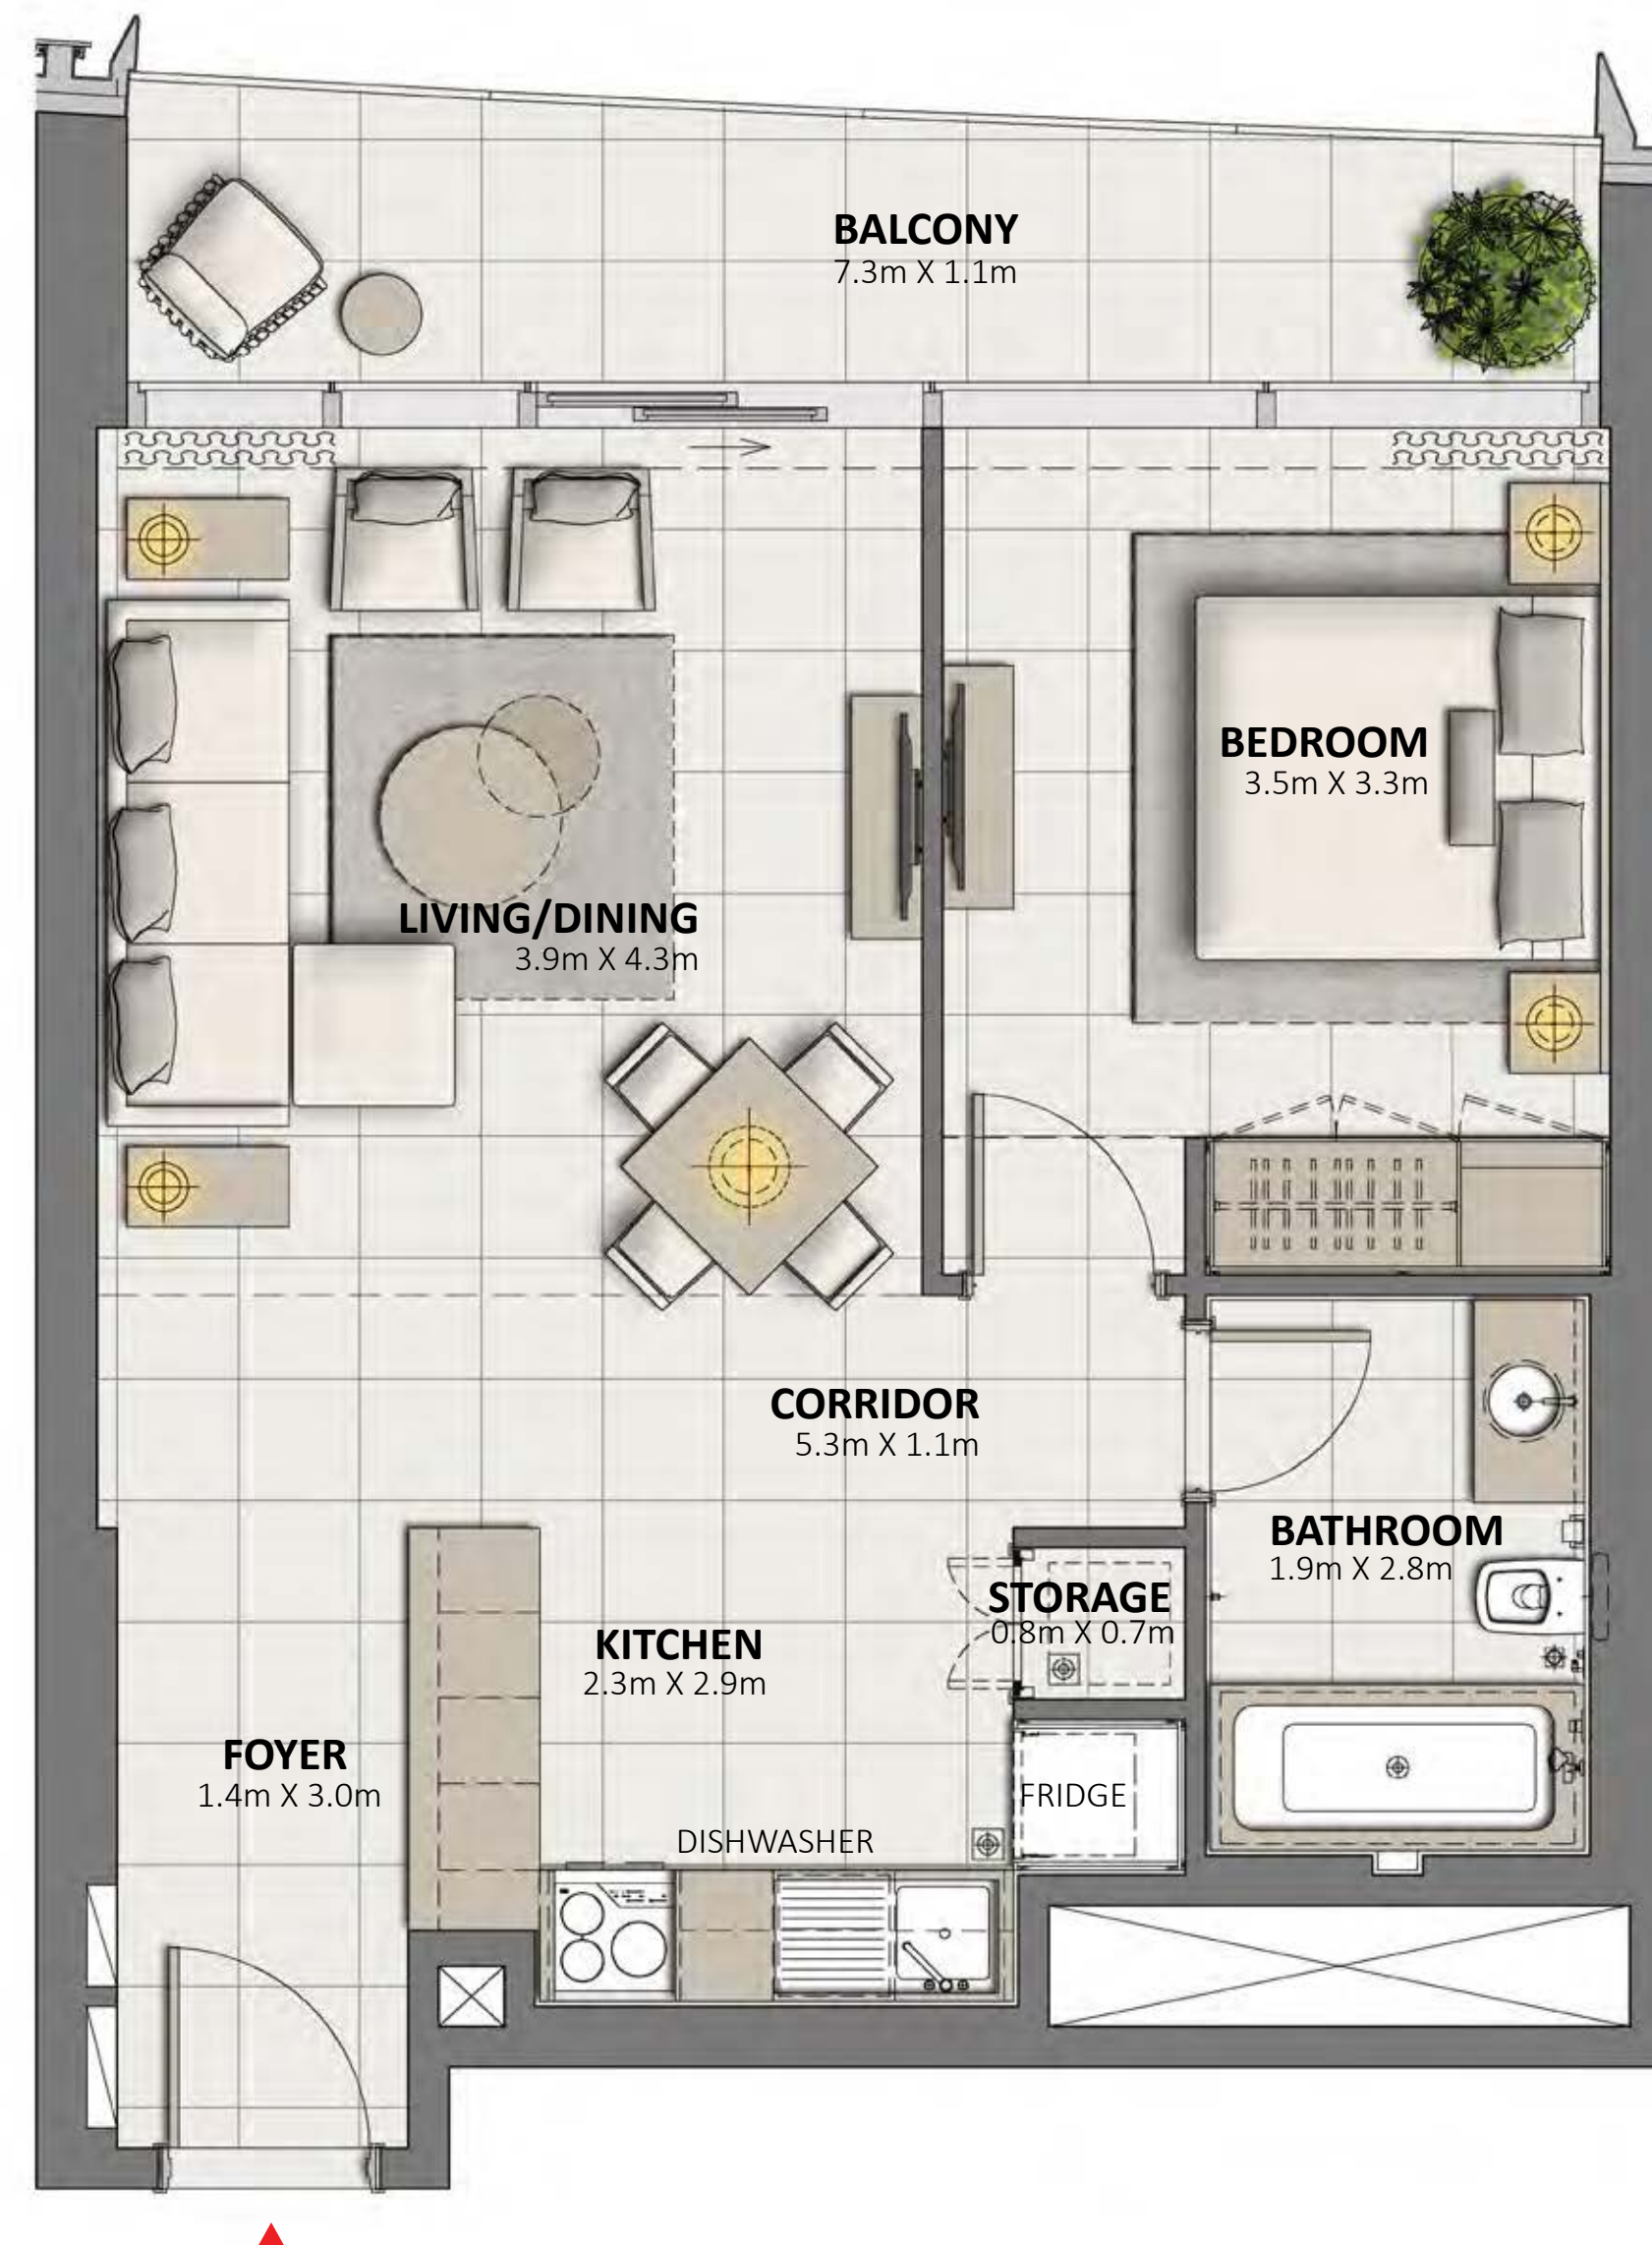 BALCONY
7.3m X 1.1m
BEDROOM
3.5m X 3.3m
LIVING/DINING
3.9m X 4.3m
CORRIDOR
5.3m X 1.1m
BATHROOM
1.9m X 2.8m
STORAGE
0.8m X 0.7m
KITCHEN
2.3m X 2.9m
FOYER
1.4m X 3.0m
FRIDGE
DISHWASHER